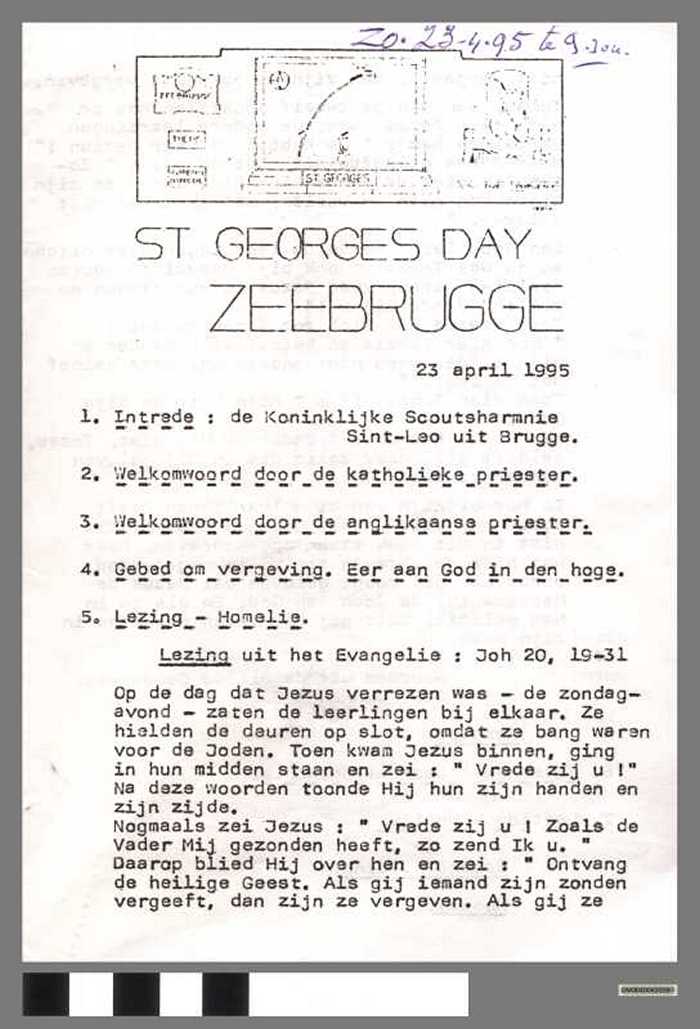 Zo. 23-4-95 te 9
ZEEBRUGGE
ST GEORGES
ST GEORGES DAY
ZEEBRUGGE
23 april 1995
1. Intrede : de Koninklijke Scoutsharmnie
Sint-Leo uit Brugge.
2. Welkomwoord door de katholieke priester.
3. Welkomwoord door de anglikaanse priester.
4. Gebed om vergeving. Eer aan God in den hoge.
5. Lezing - Homelie.
Lezing uit het Evangelie : Joh 20, 19-31
Op de dag dat Jezus verrezen was - de zondag-
avond - zaten de leerlingen bij elkaar. Ze
hielden de deuren op slot, omdat ze bang waren
voor de Joden. Toen kwam Jezus binnen, ging
in hun midden staan en zei : " Vrede zij u !"
Na deze woorden toonde Hij hun zijn handen en
zijn zijde.
Nogmaals zei Jezus : " Vrede zij u ! Zoals de
Vader Mij gezonden heeft, zo zend Ik u. "
Daarop blied Hij over hen en zei : " Ontvang
de heilige Geest. Als gij iemand zijn zonden
vergeeft, dan zijn ze vergeven. Als gij ze